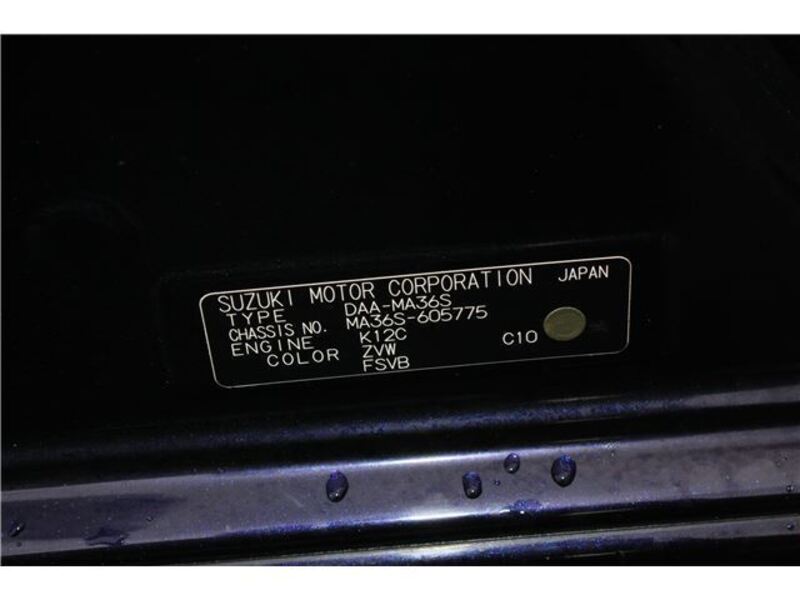 SUZUKI MOTOR CORPORATION JAPAN
TYPE DAA-MA36S
CHASSIS NO. MA36S-605775
ENGINE K12C
COLOR ZVW C10
FSVB